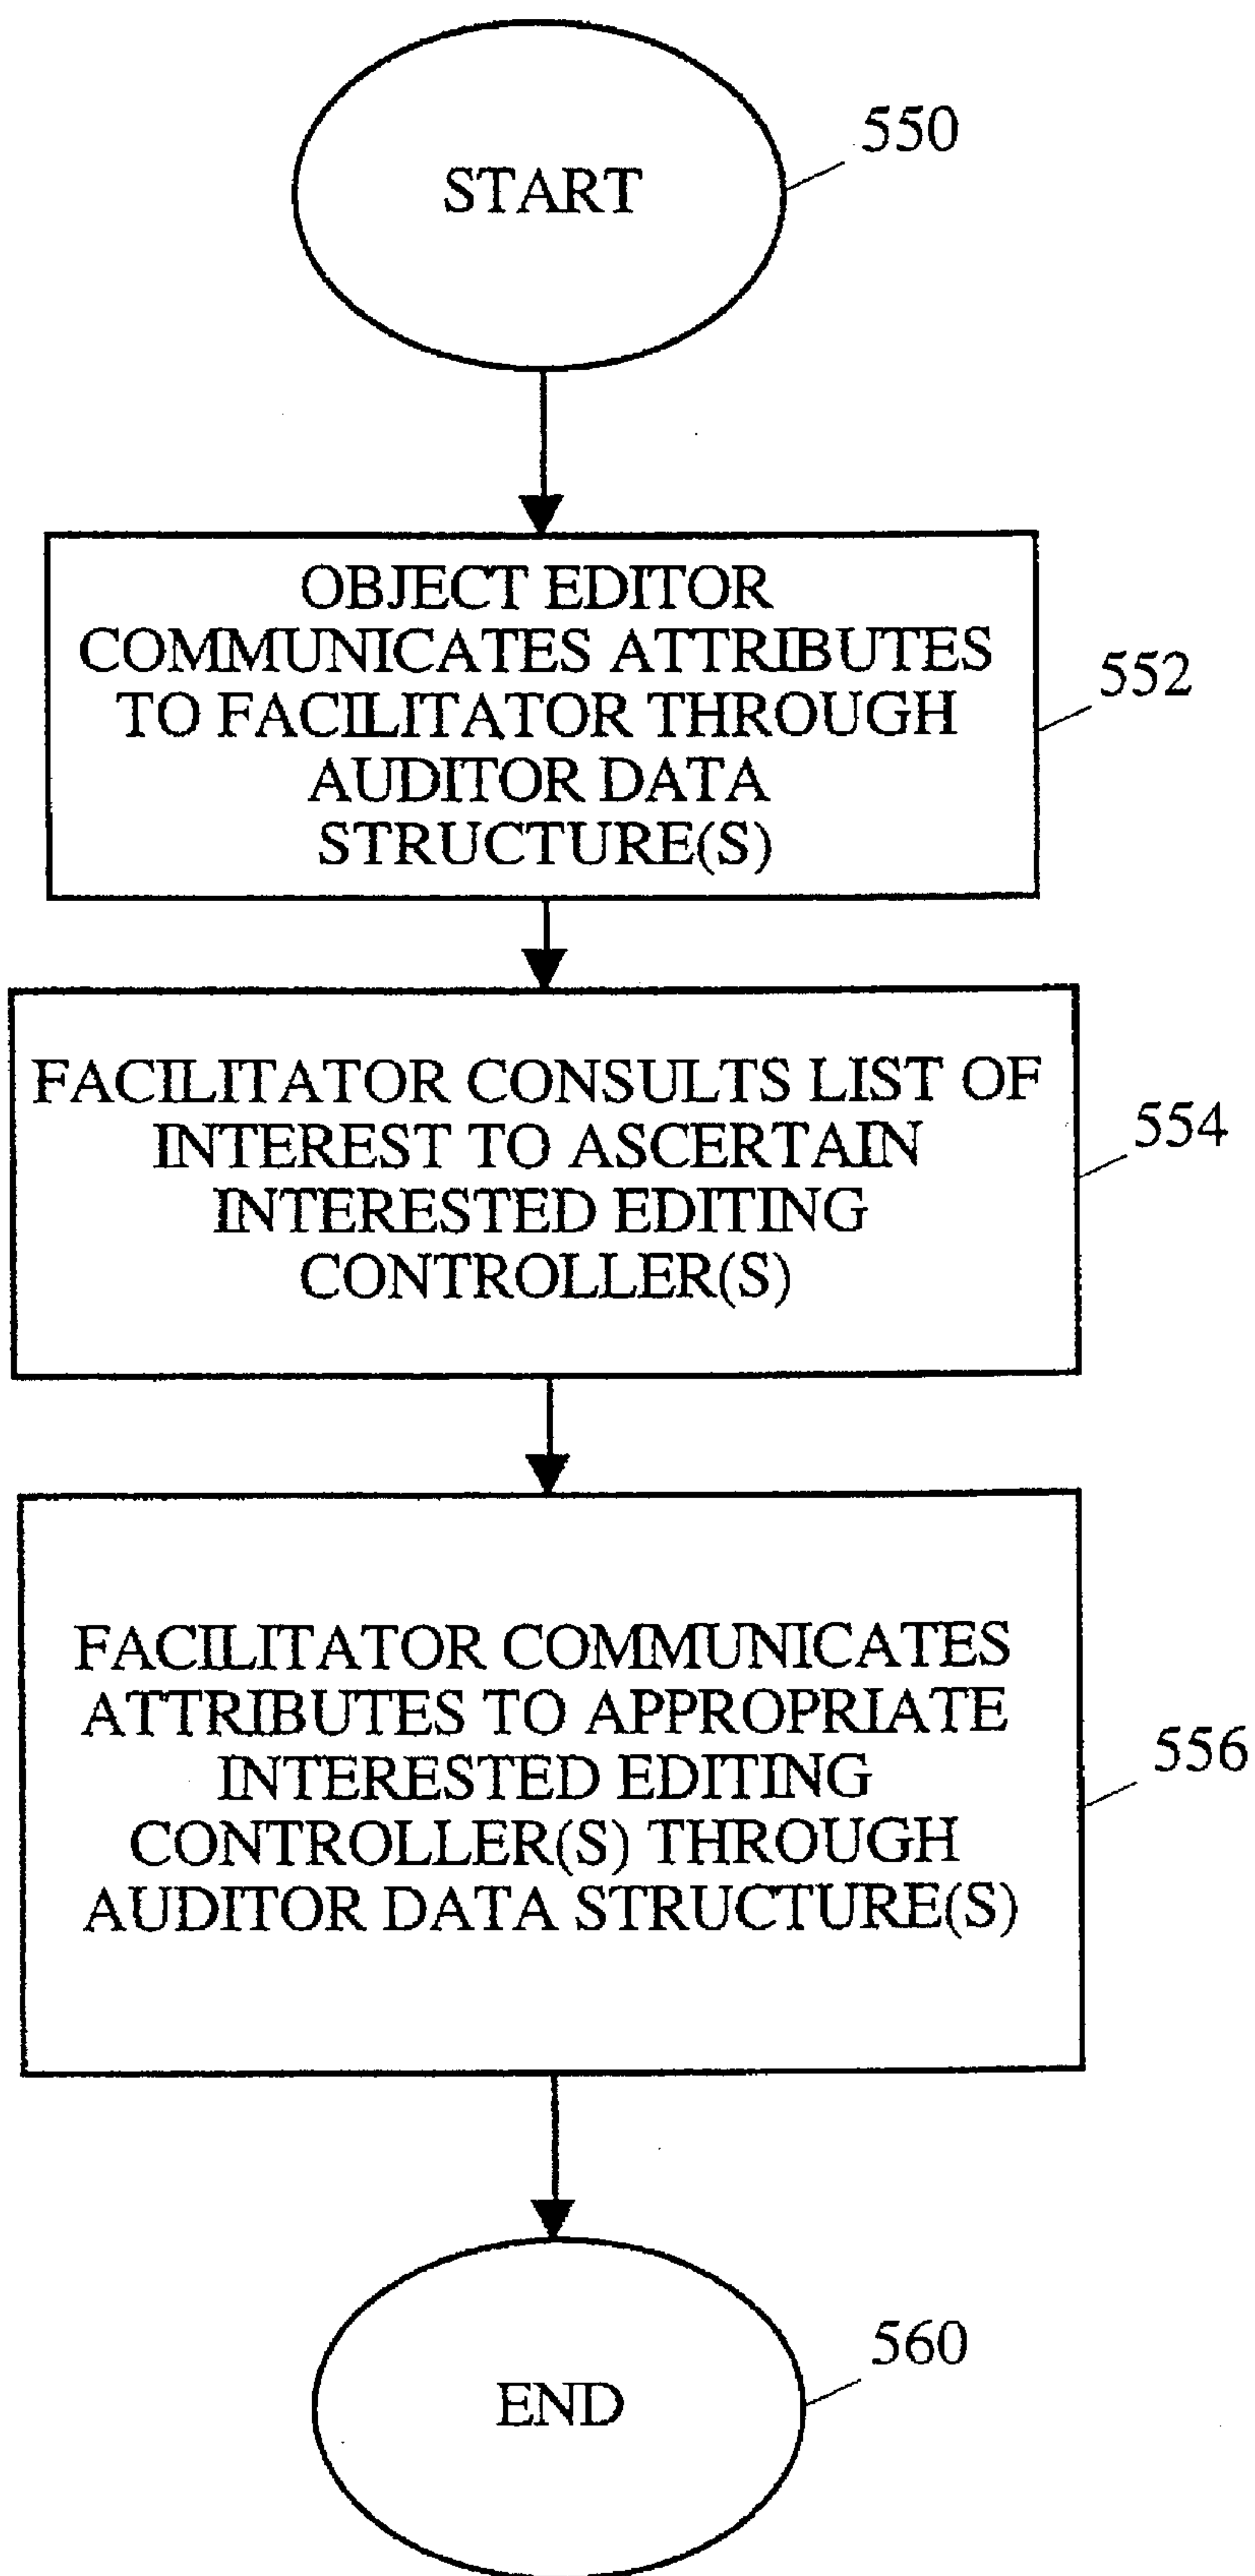 START
550
OBJECT EDITOR
COMMUNICATES ATTRIBUTES
TO FACILITATOR THROUGH
AUDITOR DATA
STRUCTURE(S)
552
FACILITATOR CONSULTS LIST OF
INTEREST TO ASCERTAIN
INTERESTED EDITING
CONTROLLER(S)
554
FACILITATOR COMMUNICATES
ATTRIBUTES TO APPROPRIATE
INTERESTED EDITING
CONTROLLER(S) THROUGH
AUDITOR DATA STRUCTURE(S)
556
END
560